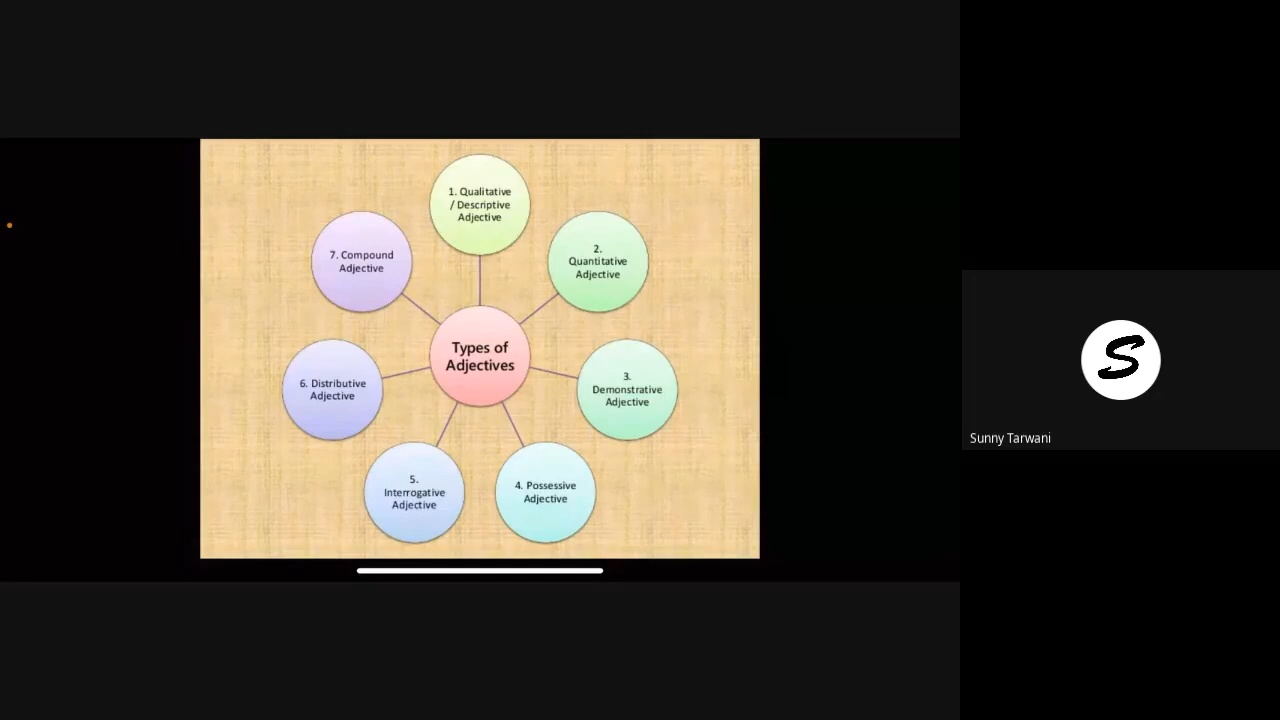 1. Qualitative
/ Descriptive
Adjective
2.
Quantitative
Adjective
3.
Demonstrative
Adjective
4. Possessive
Adjective
5.
Interrogative
Adjective
6. Distributive
Adjective
7. Compound
Adjective
Types of
Adjectives
S
Sunny Tarwani